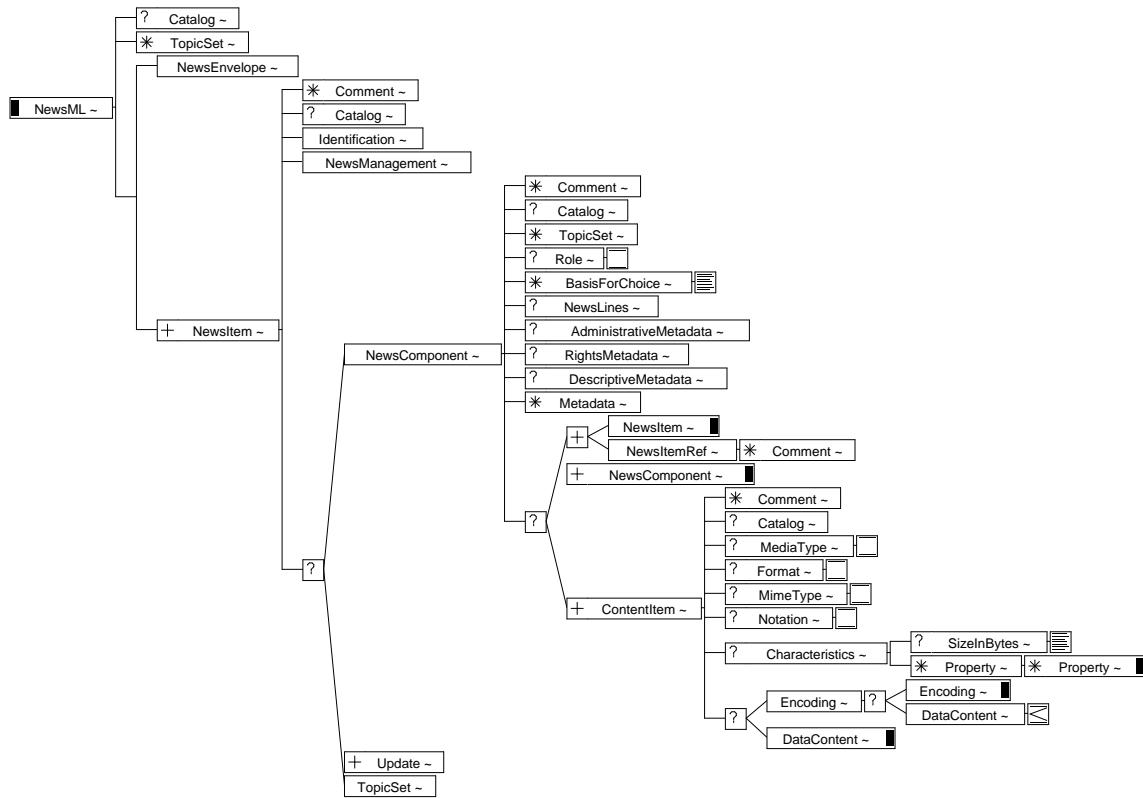 ? Catalog ~
* TopicSet ~
NewsEnvelope ~
NewsML ~
* Comment ~
? Catalog ~
Identification ~
NewsManagement ~
* Comment ~
? Catalog ~
* TopicSet ~
? Role ~
* BasisForChoice ~
? NewsLines ~
+ NewsItem ~
? AdministrativeMetadata ~
NewsComponent ~
? RightsMetadata ~
? DescriptiveMetadata ~
* Metadata ~
NewsItem ~
+
NewsItemRef ~ * Comment ~
+ NewsComponent ~
* Comment ~
?
? Catalog ~
? MediaType ~
?
? Format ~
? MimeType ~
+ ContentItem ~
? Notation ~
? SizeInBytes ~
? Characteristics ~
* Property ~ * Property ~
Encoding ~
Encoding ~ ?
?
DataContent ~
DataContent ~
+ Update ~
TopicSet ~